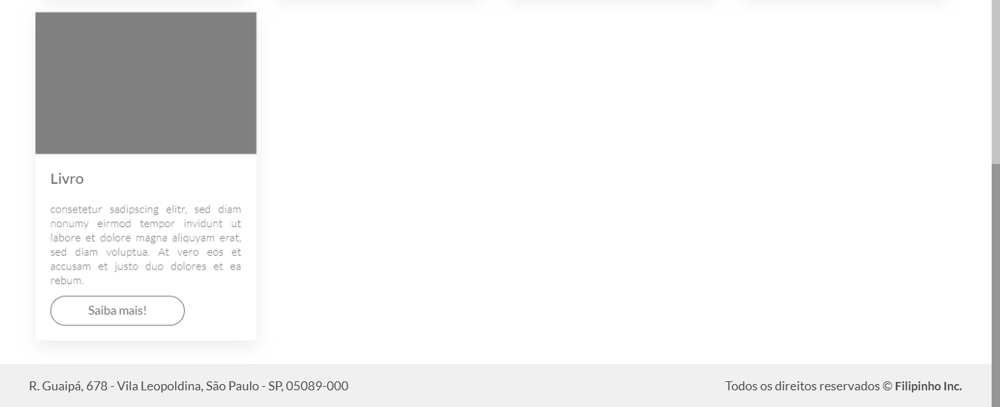 Livro
consetetur sadipscing elitr, sed diam
nonumy eirmod tempor invidunt ut
labore et dolore magna aliquyam erat,
sed diam voluptua. At vero eos et
accusam et justo duo dolores et ea
rebum.
Saiba mais!
R. Guaipá, 678 - Vila Leopoldina, São Paulo - SP, 05089-000
Todos os direitos reservados © Filipinho Inc.